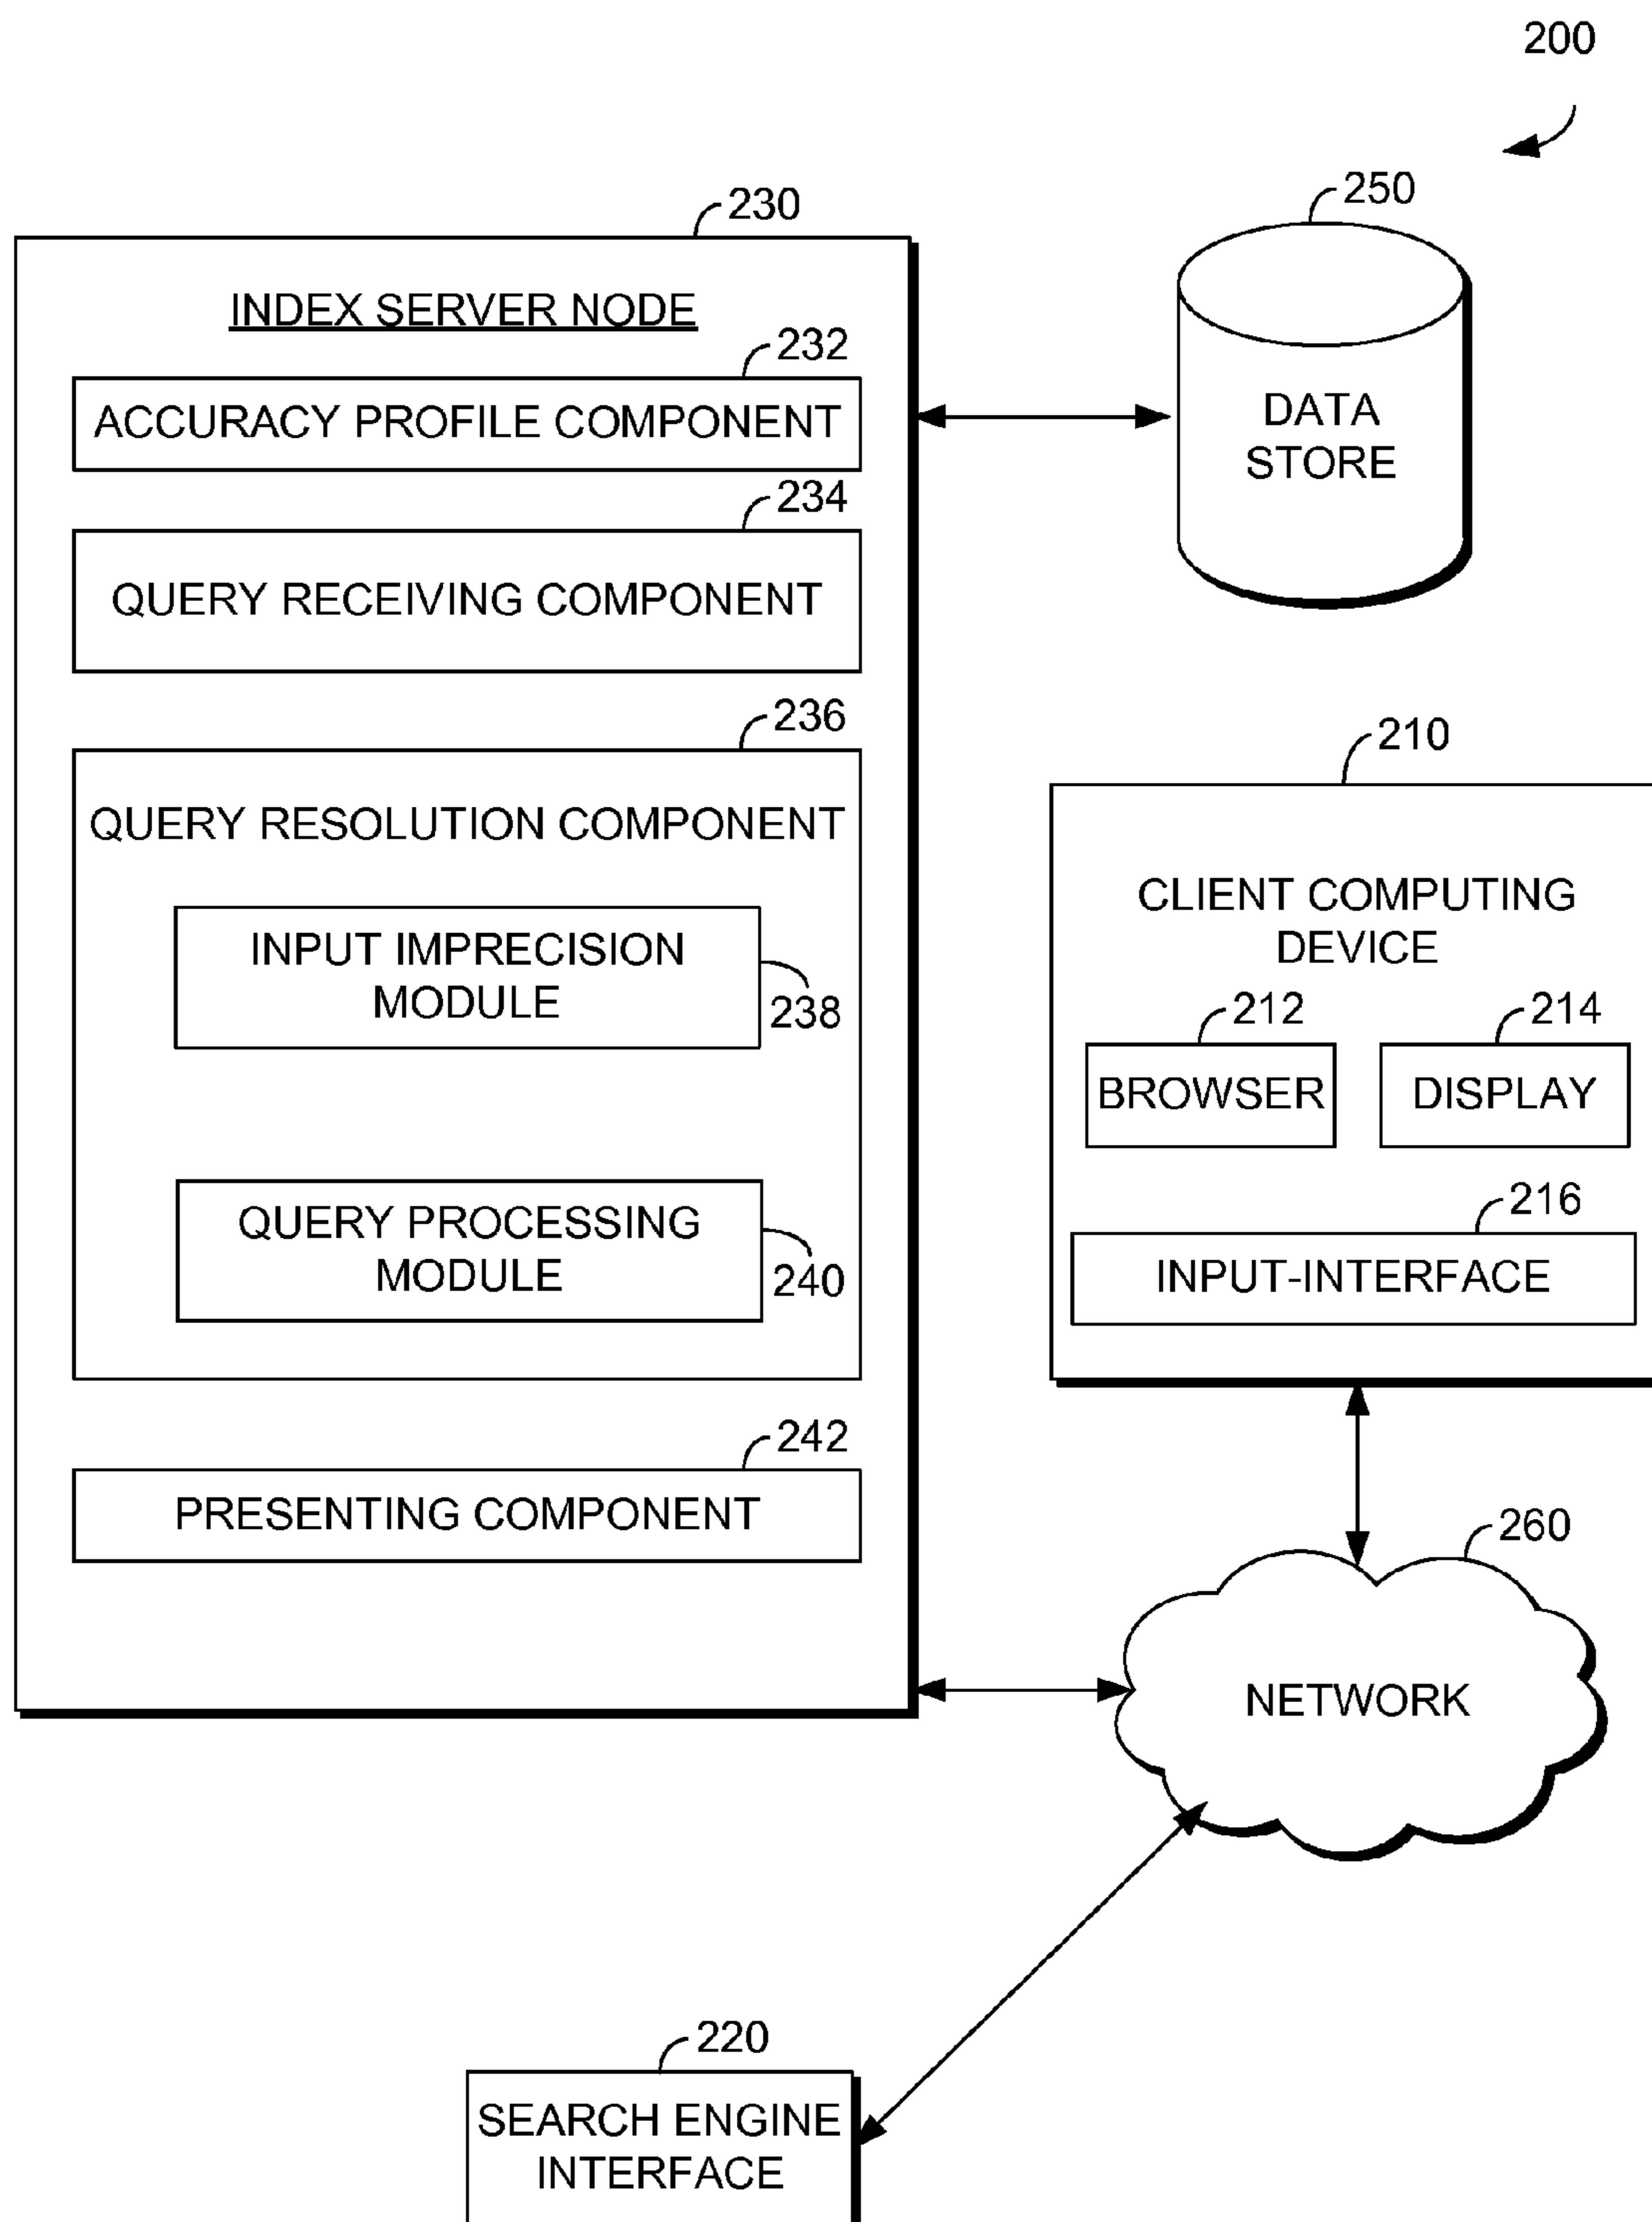 200
230
INDEX SERVER NODE
232
ACCURACY PROFILE COMPONENT
234
QUERY RECEIVING COMPONENT
236
QUERY RESOLUTION COMPONENT
INPUT IMPRECISION
MODULE
238
QUERY PROCESSING
MODULE
240
242
PRESENTING COMPONENT
250
DATA
STORE
210
CLIENT COMPUTING
DEVICE
212
BROWSER
214
DISPLAY
216
INPUT-INTERFACE
260
NETWORK
220
SEARCH ENGINE
INTERFACE